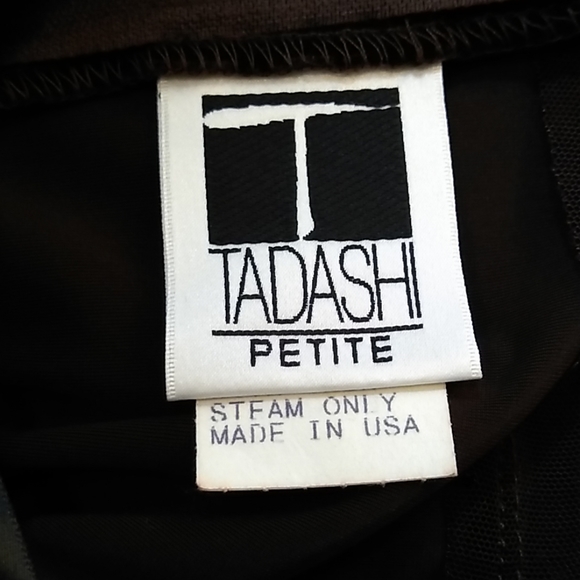 T
TADASHI
PETITE
STEAM ONLY
MADE IN USA